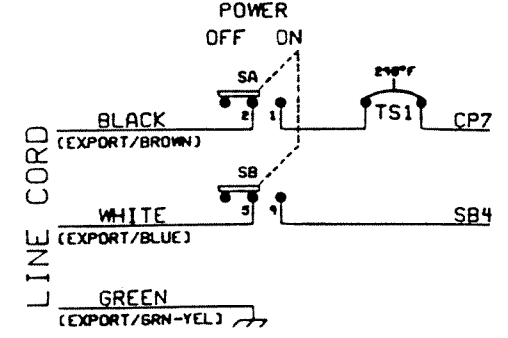 POWER
OFF ON
SA
240°F
2 1
TS1
BLACK
CP7
(EXPORT/BROWN)
LINE CORD
SB
5 4
WHITE
SB4
(EXPORT/BLUE)
GREEN
(EXPORT/GRN-YEL)